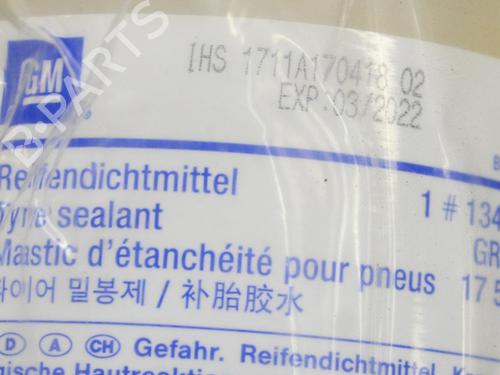 GM
IHS 1711A170418 02
EXP.03/2022
B-PARTS
Reifendichtmittel
1 # 134
Tyre sealant
GR
Mastic d'étanchéité pour pneus
17 5
타이어 밀봉제 / 补胎胶水
D A CH Gefahr. Reifendichtmittel